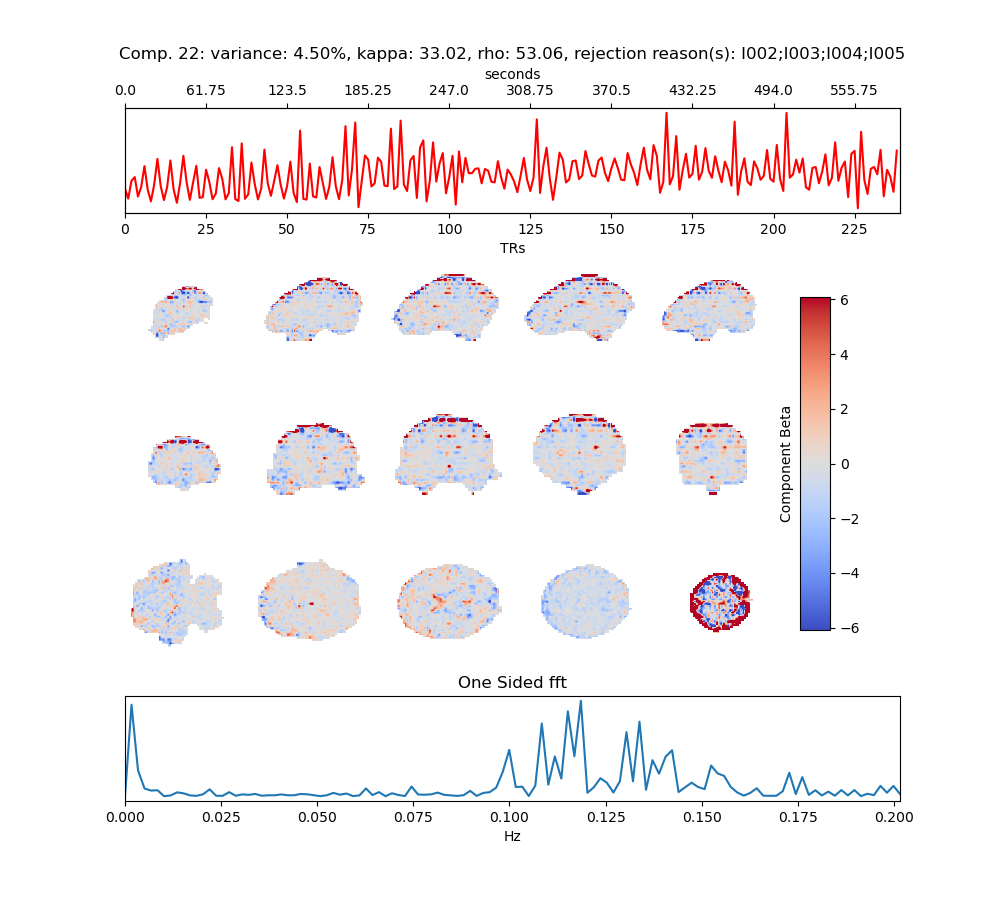 Comp. 22: variance: 4.50%, kappa: 33.02, rho: 53.06, rejection reason(s): I002;I003;I004;I005
seconds
0.0 61.75 123.5 185.25 247.0 308.75 370.5 432.25 494.0 555.75
0 25 50 75 100 125 150 175 200 225
TRs
6
4
2
0
−2
−4
−6
Component Beta
One Sided fft
0.000 0.025 0.050 0.075 0.100 0.125 0.150 0.175 0.200
Hz